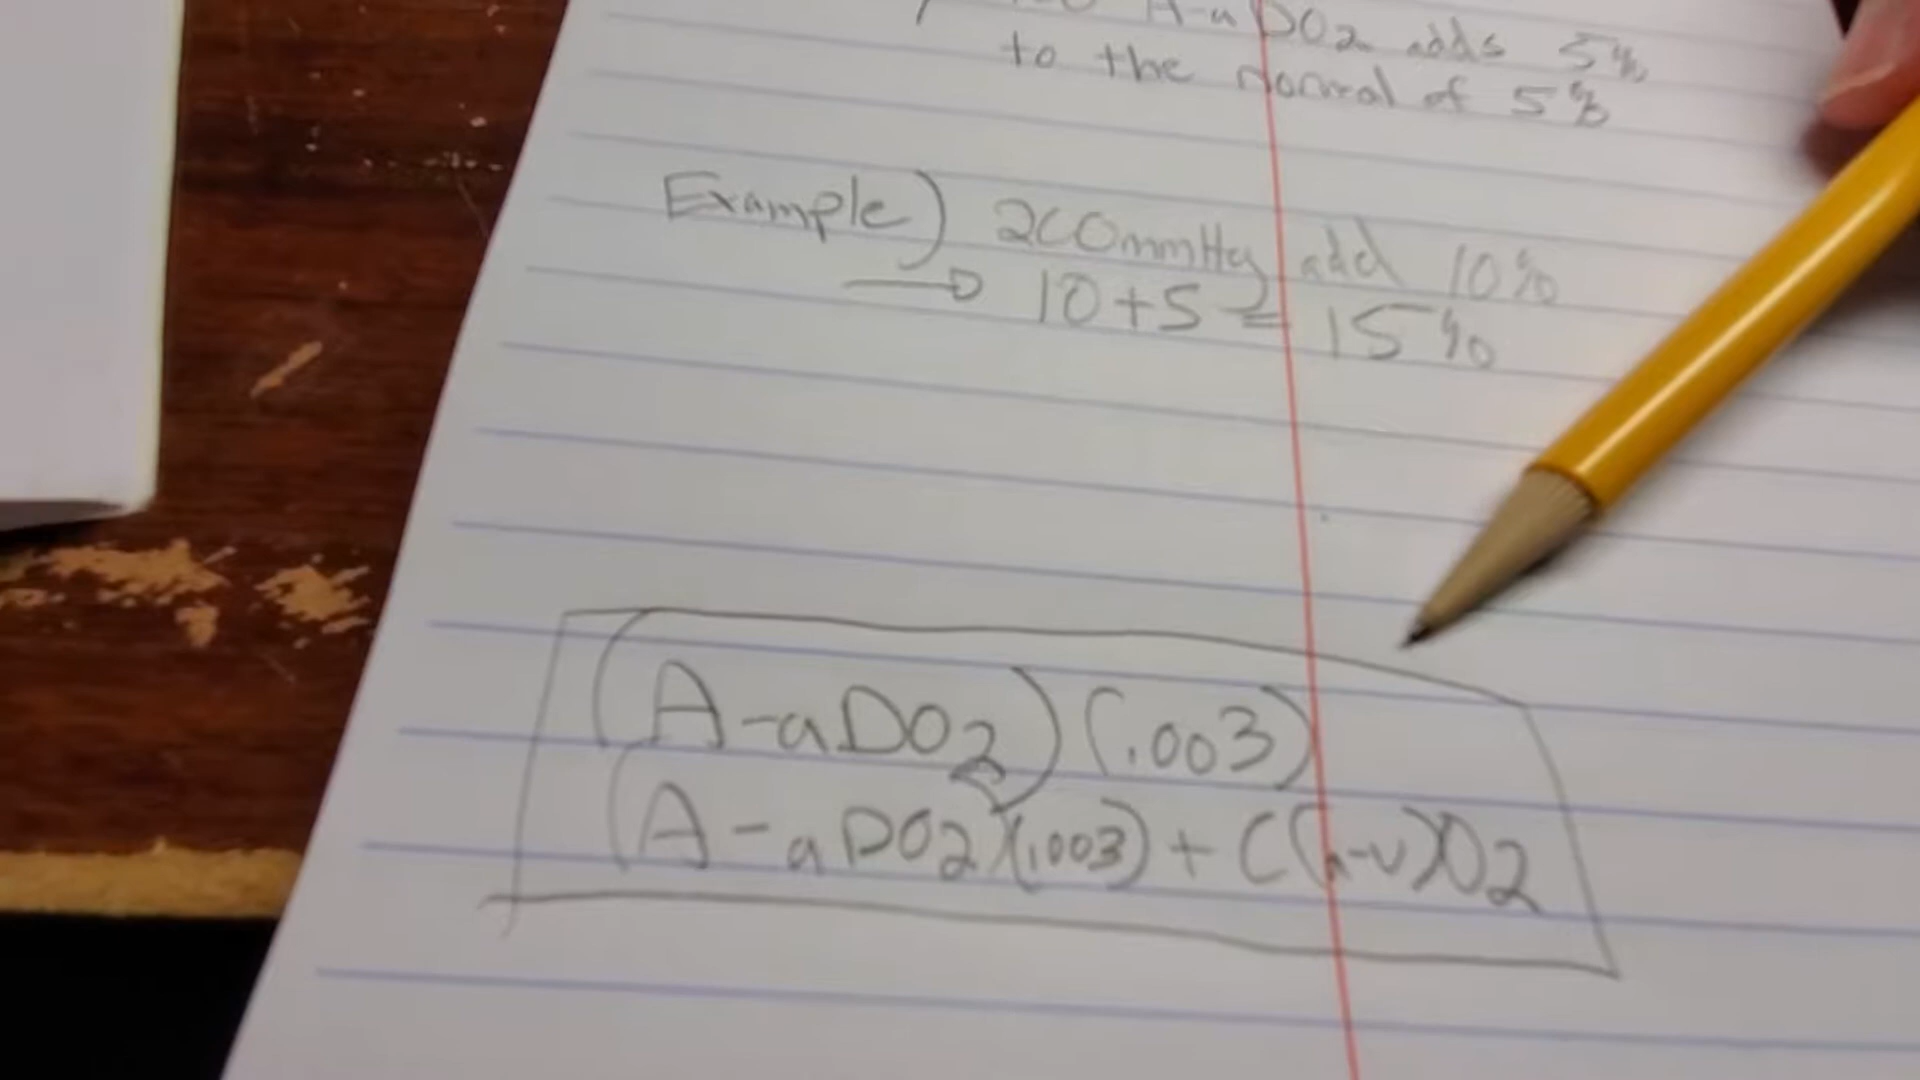 A-aDO2 adds 5%
to the normal of 5%
Example) 200mmHg add 10%
→ 10+5 = 15%
(A-aDO2)(.003)
(A-aDO2)(.003) + C(a-v)O2